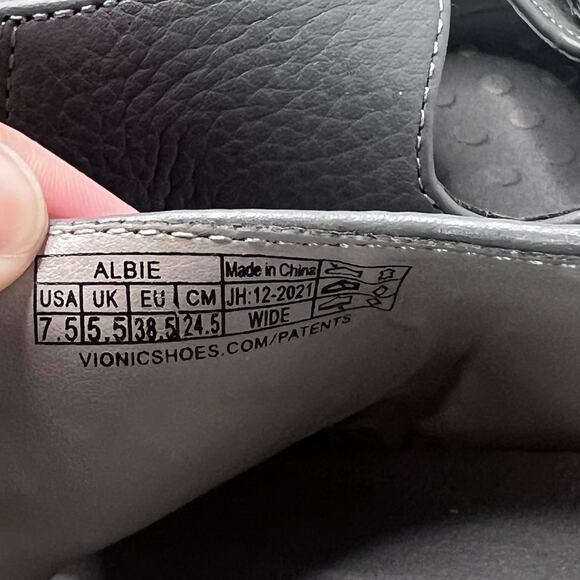 ALBIE Made in China
USA UK EU CM JH:12-2021
7.5 5.5 38.5 24.5 WIDE
VIONICSHOES.COM/PATENTS